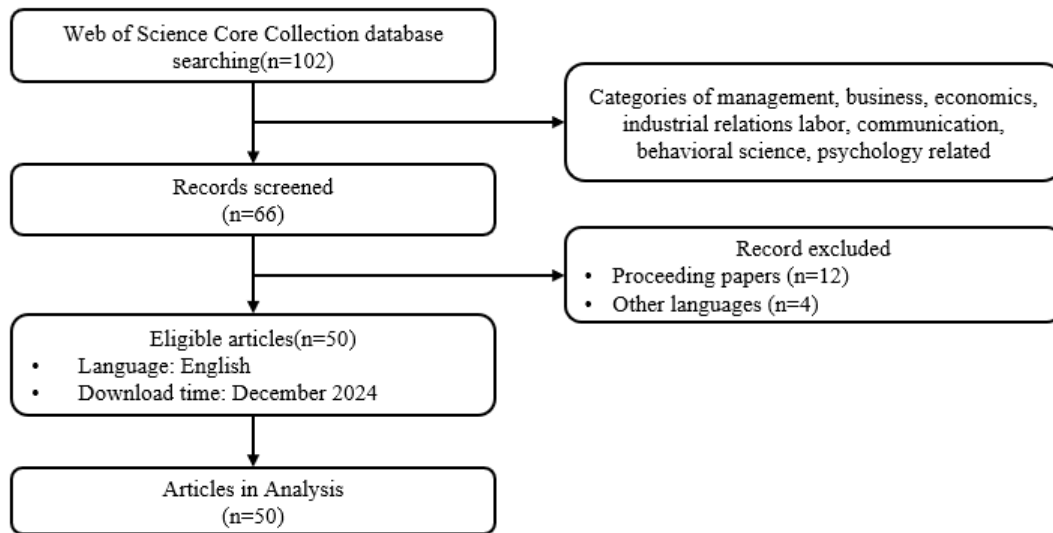 Web of Science Core Collection database
searching(n=102)
Categories of management, business, economics,
industrial relations labor, communication,
behavioral science, psychology related
Records screened
(n=66)
Record excluded
• Proceeding papers (n=12)
• Other languages (n=4)
Eligible articles(n=50)
• Language: English
• Download time: December 2024
Articles in Analysis
(n=50)